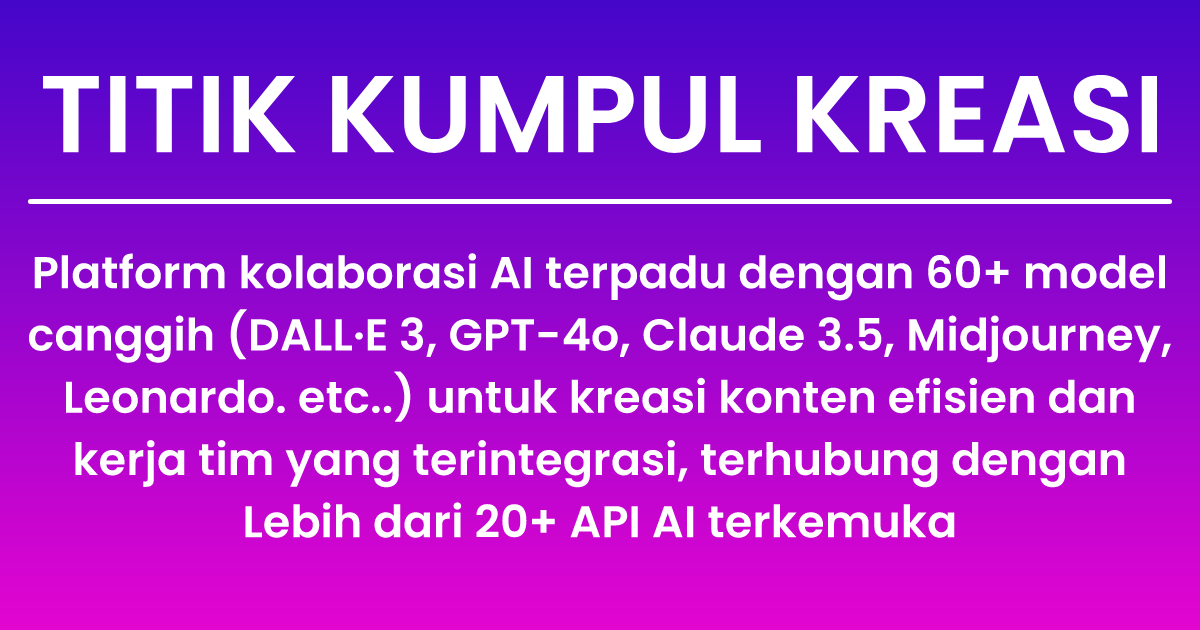 TITIK KUMPUL KREASI
Platform kolaborasi AI terpadu dengan 60+ model
canggih (DALL·E 3, GPT-4o, Claude 3.5, Midjourney,
Leonardo. etc..) untuk kreasi konten efisien dan
kerja tim yang terintegrasi, terhubung dengan
Lebih dari 20+ API AI terkemuka